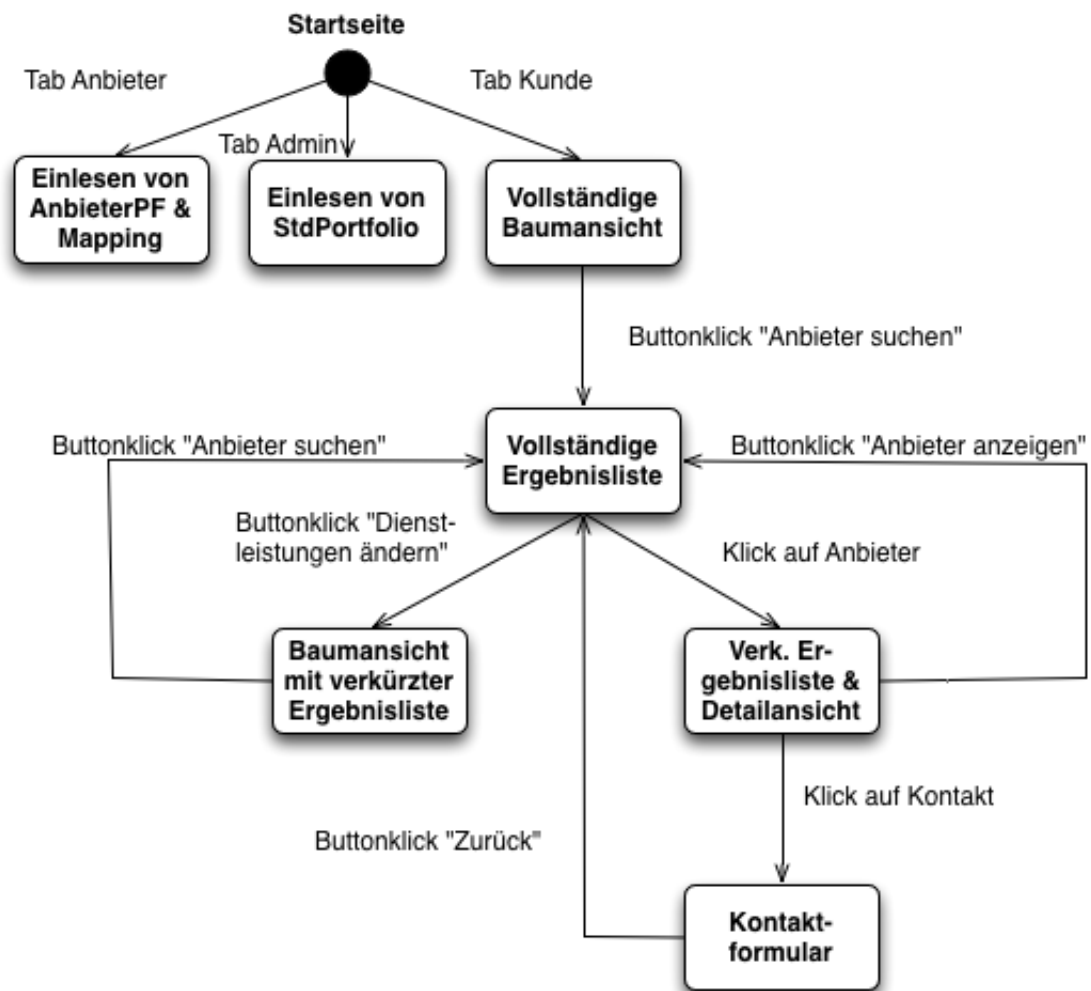 Startseite
Tab Anbieter
Tab Kunde
Tab Admin
Einlesen von
AnbieterPF &
Mapping
Einlesen von
StdPortfolio
Vollständige
Baumansicht
Buttonklick "Anbieter suchen"
Buttonklick "Anbieter suchen"
Vollständige
Ergebnisliste
Buttonklick "Anbieter anzeigen"
Buttonklick "Dienst-
leistungen ändern"
Klick auf Anbieter
Baumansicht
mit verkürzter
Ergebnisliste
Verk. Er-
gebnisliste &
Detailansicht
Klick auf Kontakt
Buttonklick "Zurück"
Kontakt-
formular